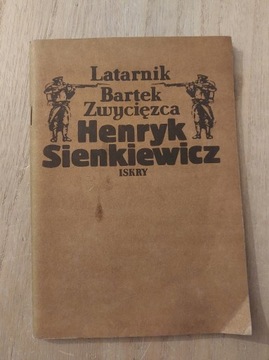 Latarnik
Bartek
Zwycięzca
Henryk
Sienkiewicz
ISKRY